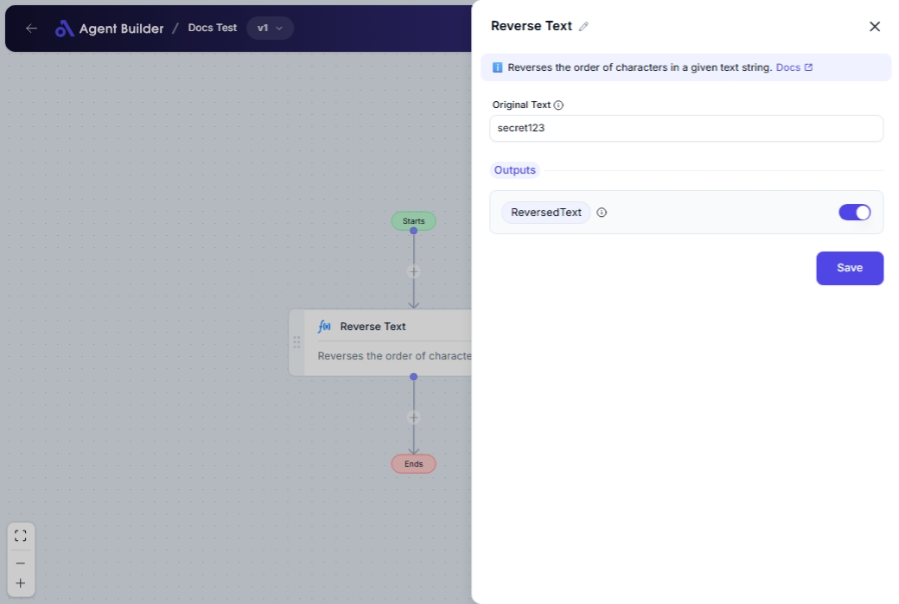 Agent Builder / Docs Test v1
Starts
Reverse Text
Reverses the order of characte
Ends
Reverse Text
Reverses the order of characters in a given text string. Docs
Original Text
secret123
Outputs
ReversedText
Save